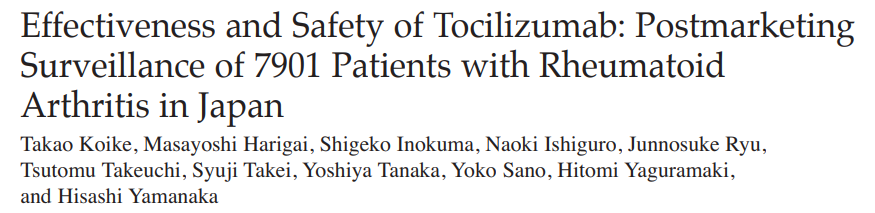 Effectiveness and Safety of Tocilizumab: Postmarketing
Surveillance of 7901 Patients with Rheumatoid
Arthritis in Japan
Takao Koike, Masayoshi Harigai, Shigeko Inokuma, Naoki Ishiguro, Junnosuke Ryu,
Tsutomu Takeuchi, Syuji Takei, Yoshiya Tanaka, Yoko Sano, Hitomi Yaguramaki,
and Hisashi Yamanaka